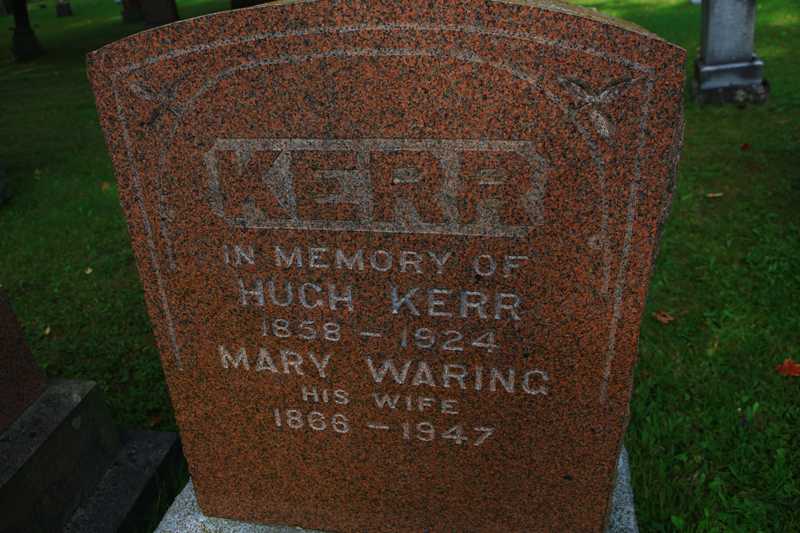 KERR
IN MEMORY OF
HUGH KERR
1858 - 1924
MARY WARING
HIS WIFE
1866 - 1947